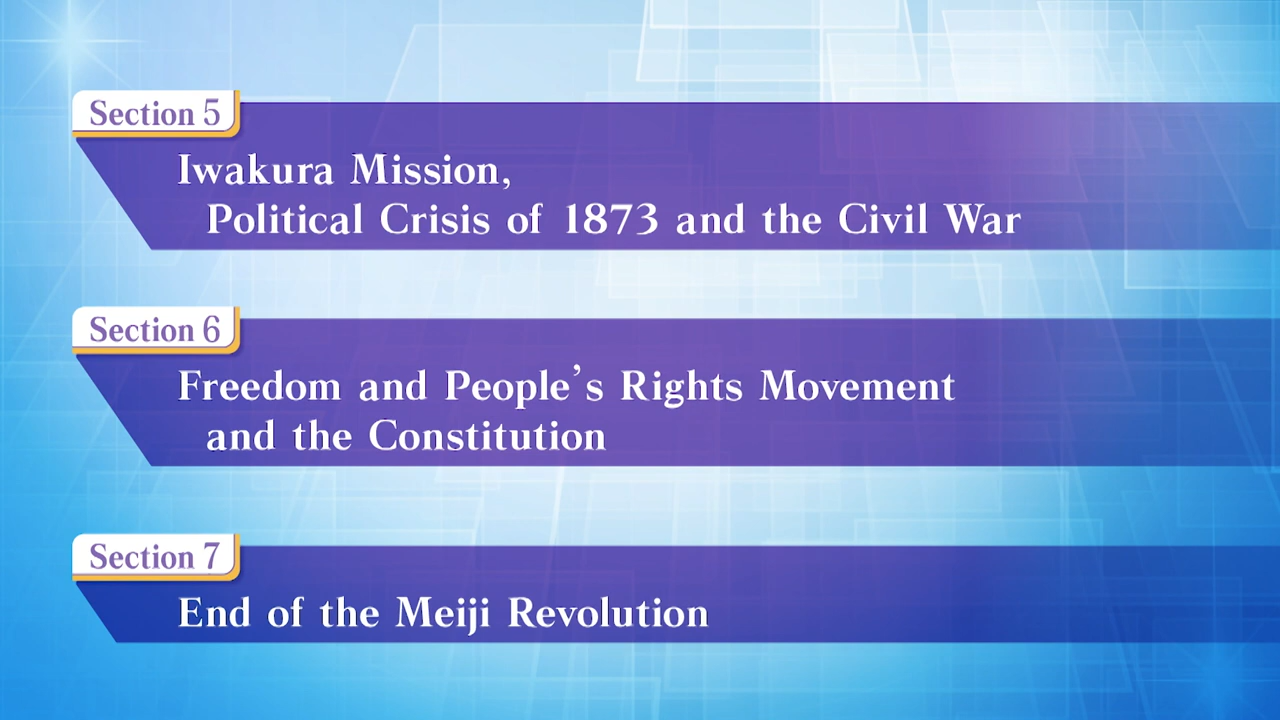 Section 5
Iwakura Mission,
Political Crisis of 1873 and the Civil War
Section 6
Freedom and People’s Rights Movement
and the Constitution
Section 7
End of the Meiji Revolution